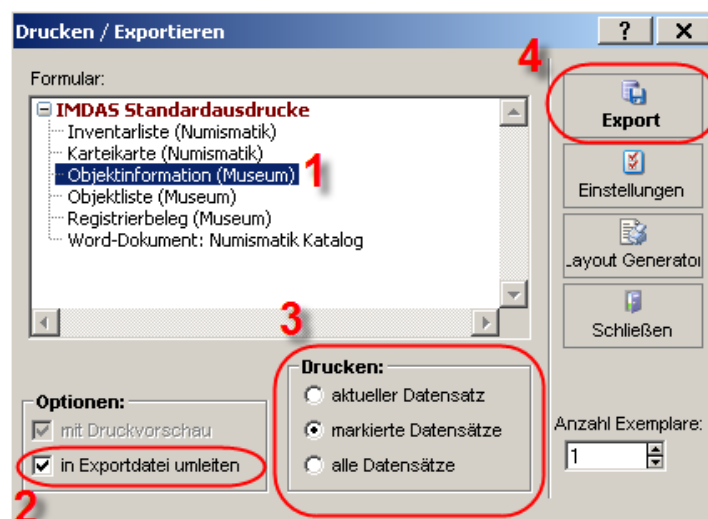 Drucken / Exportieren
?
X
4
Formular:
IMDAS Standardausdrucke
Inventarliste (Numismatik)
Karteikarte (Numismatik)
Objektinformation (Museum)
1
Objektliste (Museum)
Registrierbeleg (Museum)
Word-Dokument: Numismatik Katalog
Export
Einstellungen
Layout Generator
Schließen
3
Optionen:
mit Druckvorschau
in Exportdatei umleiten
2
Drucken:
aktueller Datensatz
markierte Datensätze
alle Datensätze
Anzahl Exemplare:
1